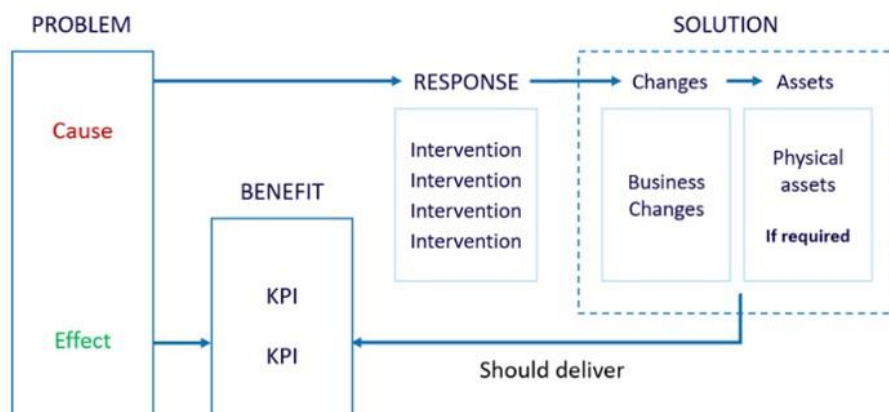 PROBLEM
SOLUTION
RESPONSE
Changes
Assets
Cause
Intervention
Intervention
Intervention
Intervention
Business
Changes
Physical
assets
If required
BENEFIT
KPI
KPI
Effect
Should deliver